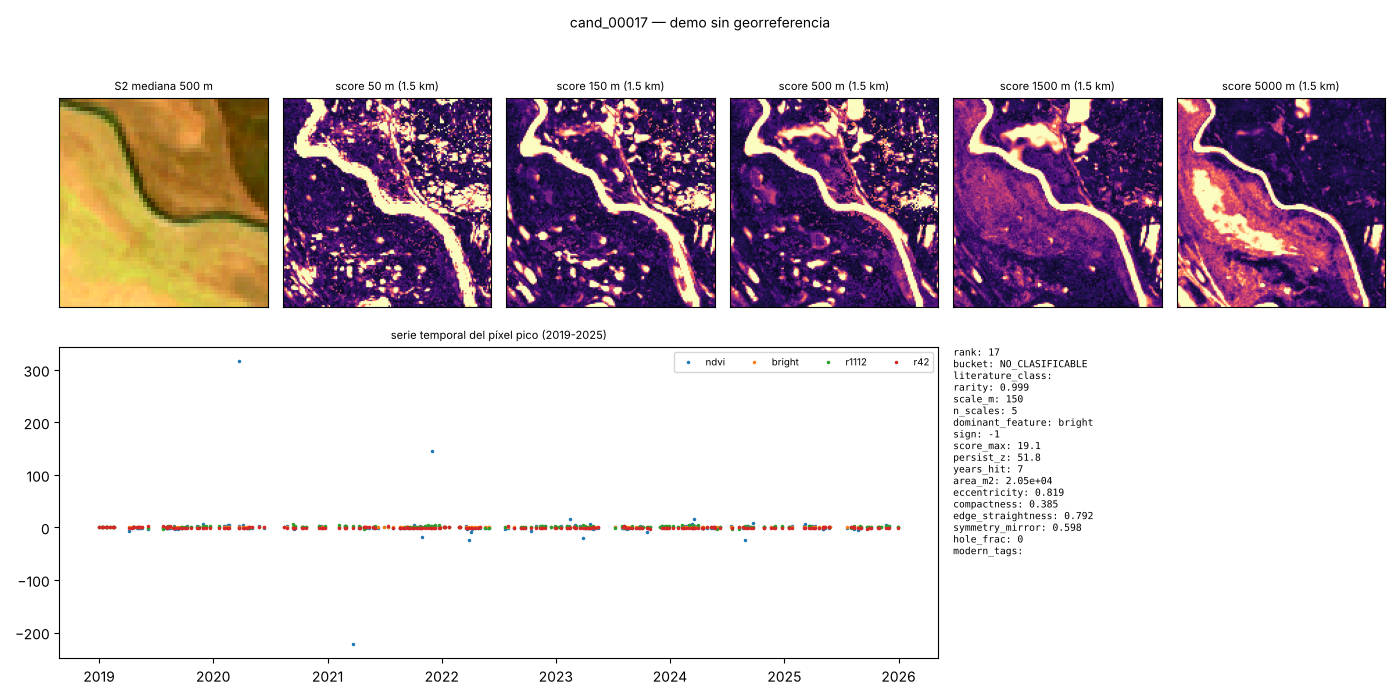 cand_00017 — demo sin georreferencia
S2 mediana 500 m
score 50 m (1.5 km)
score 150 m (1.5 km)
score 500 m (1.5 km)
score 1500 m (1.5 km)
score 5000 m (1.5 km)
serie temporal del píxel pico (2019-2025)
ndvi
bright
r1112
r42
300
200
100
0
−100
−200
2019
2020
2021
2022
2023
2024
2025
2026
rank: 17
bucket: NO_CLASIFICABLE
literature_class:
rarity: 0.999
scale_m: 150
n_scales: 5
dominant_feature: bright
sign: -1
score_max: 19.1
persist_z: 51.8
years_hit: 7
area_m2: 2.05e+04
eccentricity: 0.819
compactness: 0.385
edge_straightness: 0.792
symmetry_mirror: 0.598
hole_frac: 0
modern_tags: